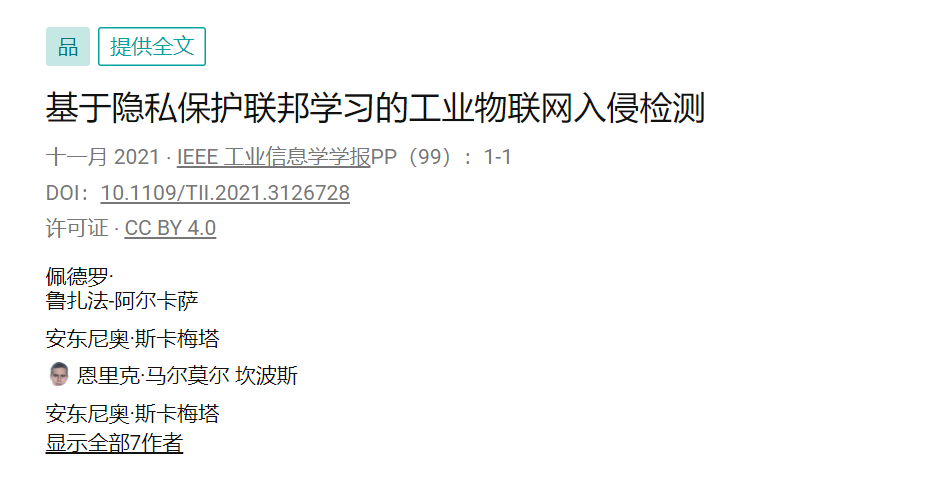 品 提供全文
基于隐私保护联邦学习的工业物联网入侵检测
十一月 2021 · IEEE 工业信息学学报PP（99）：1-1
DOI：10.1109/TII.2021.3126728
许可证 · CC BY 4.0
佩德罗·
鲁扎法-阿尔卡萨
安东尼奥·斯卡梅塔
恩里克·马尔莫尔 坎波斯
安东尼奥·斯卡梅塔
显示全部7作者